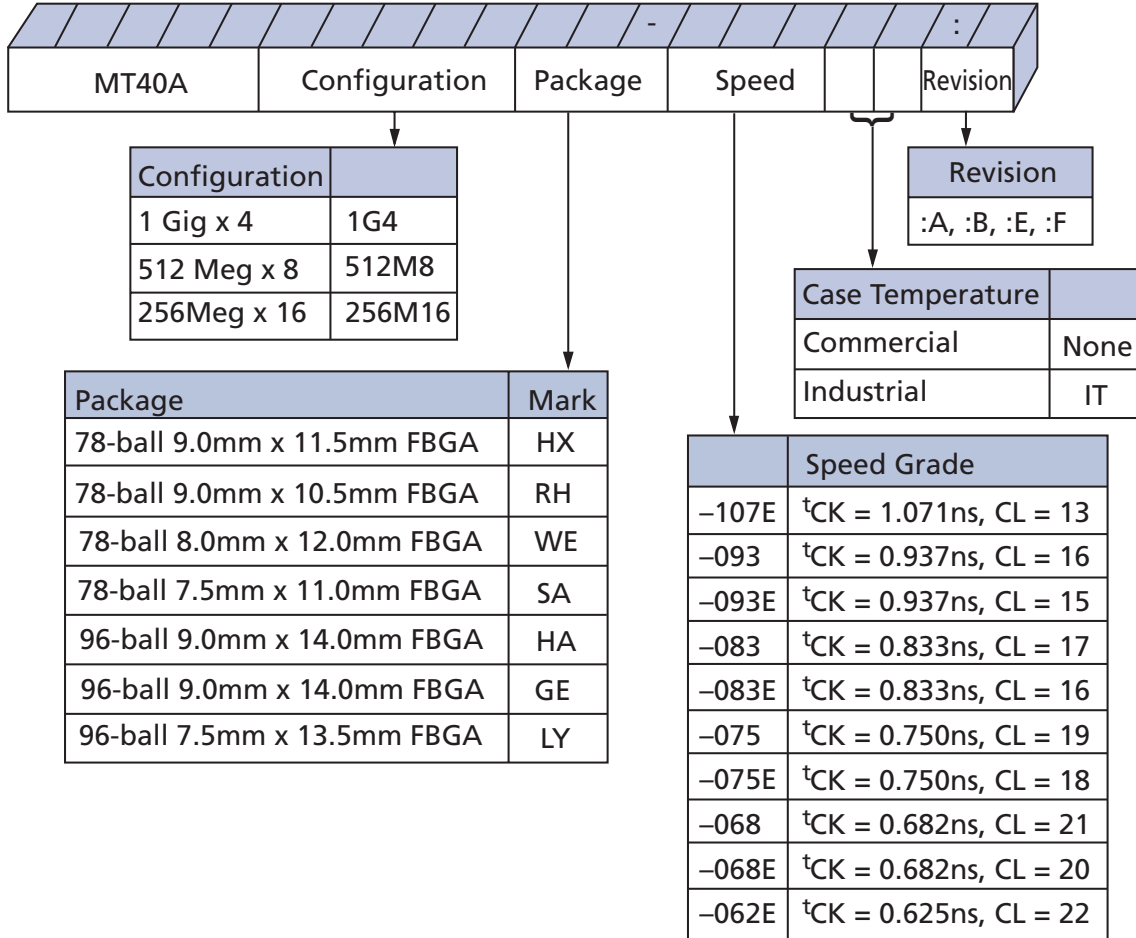 - :
MT40A Configuration Package Speed Revision
Configuration
1 Gig x 4 1G4
512 Meg x 8 512M8
256Meg x 16 256M16
Revision
:A, :B, :E, :F
Case Temperature
Commercial None
Industrial IT
Package Mark
78-ball 9.0mm x 11.5mm FBGA HX
78-ball 9.0mm x 10.5mm FBGA RH
78-ball 8.0mm x 12.0mm FBGA WE
78-ball 7.5mm x 11.0mm FBGA SA
96-ball 9.0mm x 14.0mm FBGA HA
96-ball 9.0mm x 14.0mm FBGA GE
96-ball 7.5mm x 13.5mm FBGA LY
Speed Grade
–107E tCK = 1.071ns, CL = 13
–093 tCK = 0.937ns, CL = 16
–093E tCK = 0.937ns, CL = 15
–083 tCK = 0.833ns, CL = 17
–083E tCK = 0.833ns, CL = 16
–075 tCK = 0.750ns, CL = 19
–075E tCK = 0.750ns, CL = 18
–068 tCK = 0.682ns, CL = 21
–068E tCK = 0.682ns, CL = 20
–062E tCK = 0.625ns, CL = 22